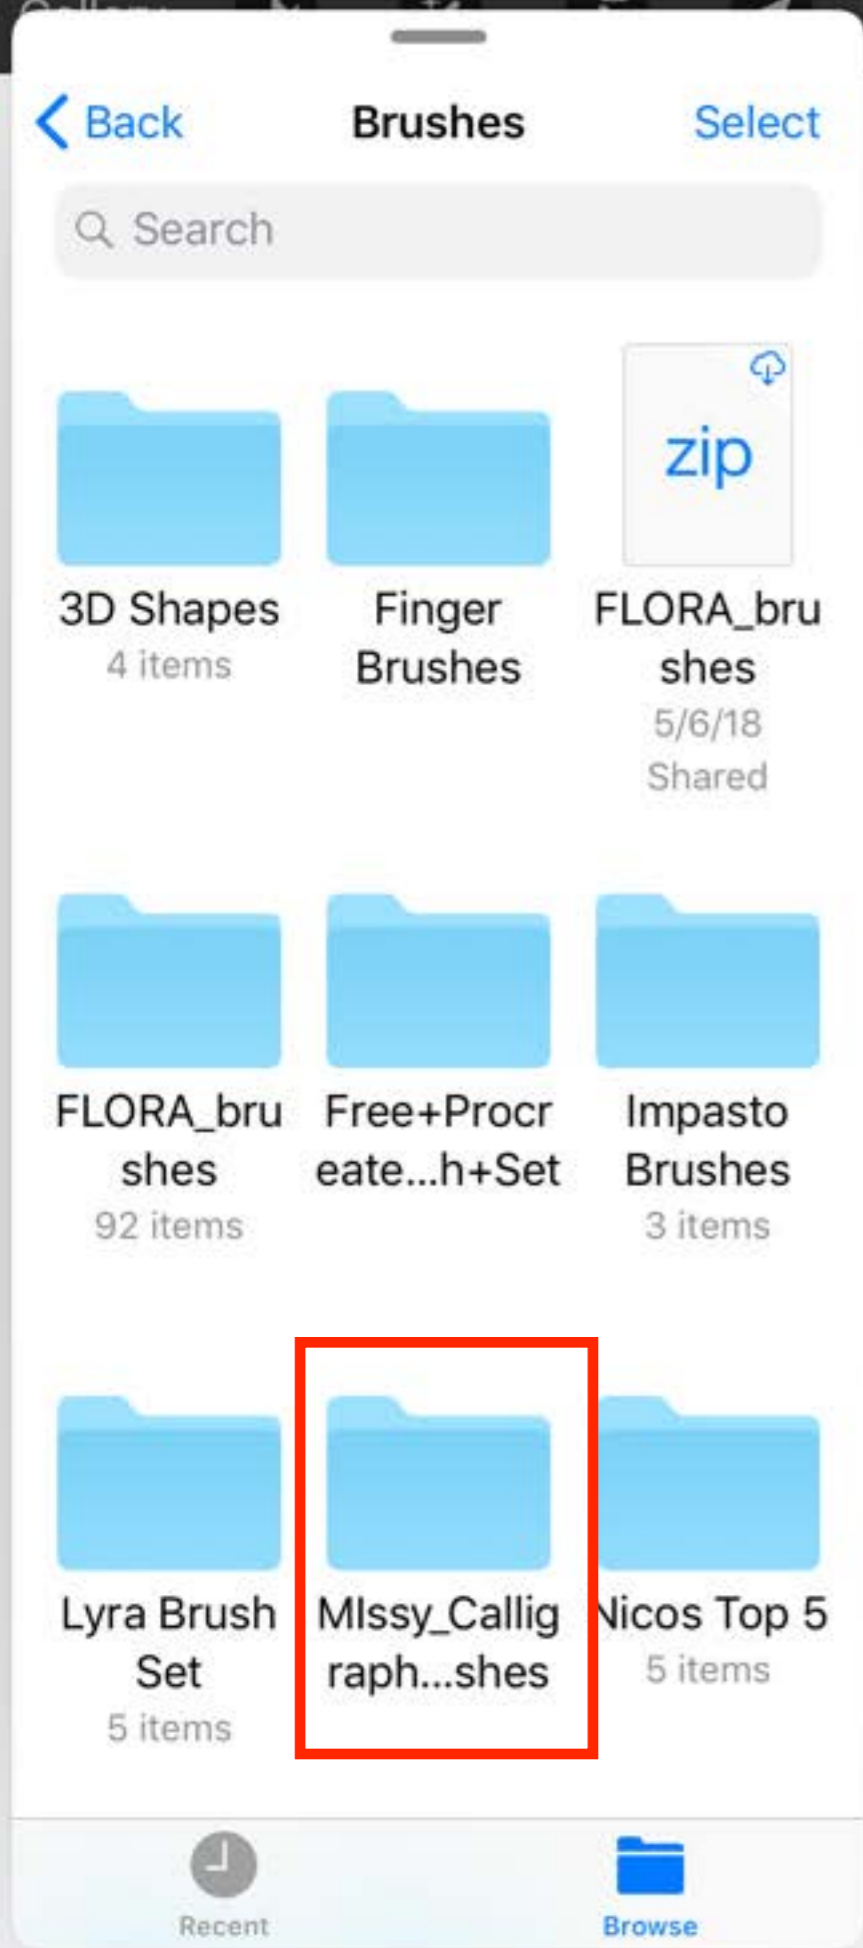 Back Brushes Select
Search
zip
3D Shapes
4 items
Finger
Brushes
FLORA_bru
shes
5/6/18
Shared
FLORA_bru
shes
92 items
Free+Procr
eate...h+Set
Impasto
Brushes
3 items
Lyra Brush
Set
5 items
MIssy_Callig
raph...shes
Nicos Top 5
5 items
Recent
Browse